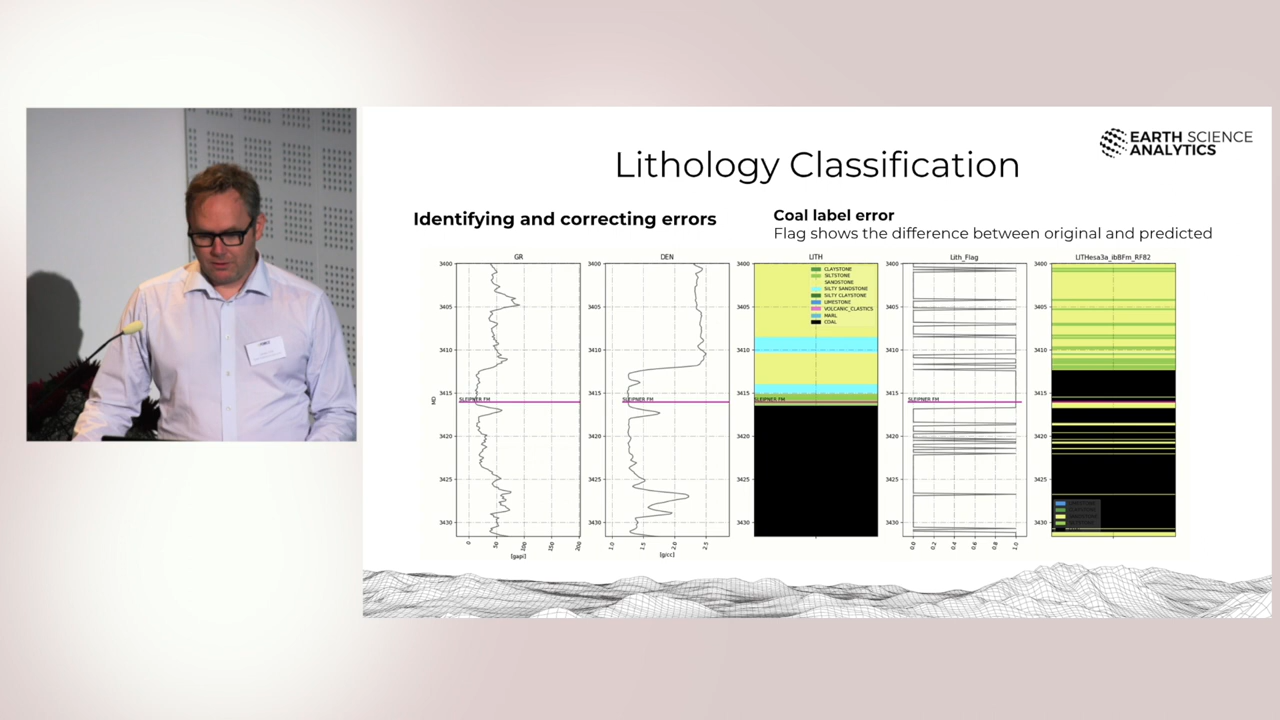 EARTH SCIENCE
ANALYTICS
Lithology Classification
Identifying and correcting errors
Coal label error
Flag shows the difference between original and predicted
GR
DEN
LITH
Lith_Flag
LITHesa3a_ibBFm_RF82
3400
3405
3410
3415
3420
3425
3430
MD
SLEIPNER FM
0
50
100
150
200
[gapi]
3400
3405
3410
3415
3420
3425
3430
SLEIPNER FM
1.0
1.5
2.0
2.5
[g/cc]
3400
3405
3410
3415
3420
3425
3430
CLAYSTONE
SILTSTONE
SANDSTONE
SILTY SANDSTONE
SILTY CLAYSTONE
LIMESTONE
VOLCANIC_CLASTICS
MARL
COAL
SLEIPNER FM
3400
3405
3410
3415
3420
3425
3430
SLEIPNER FM
0.0
0.2
0.4
0.6
0.8
1.0
3400
3405
3410
3415
3420
3425
3430